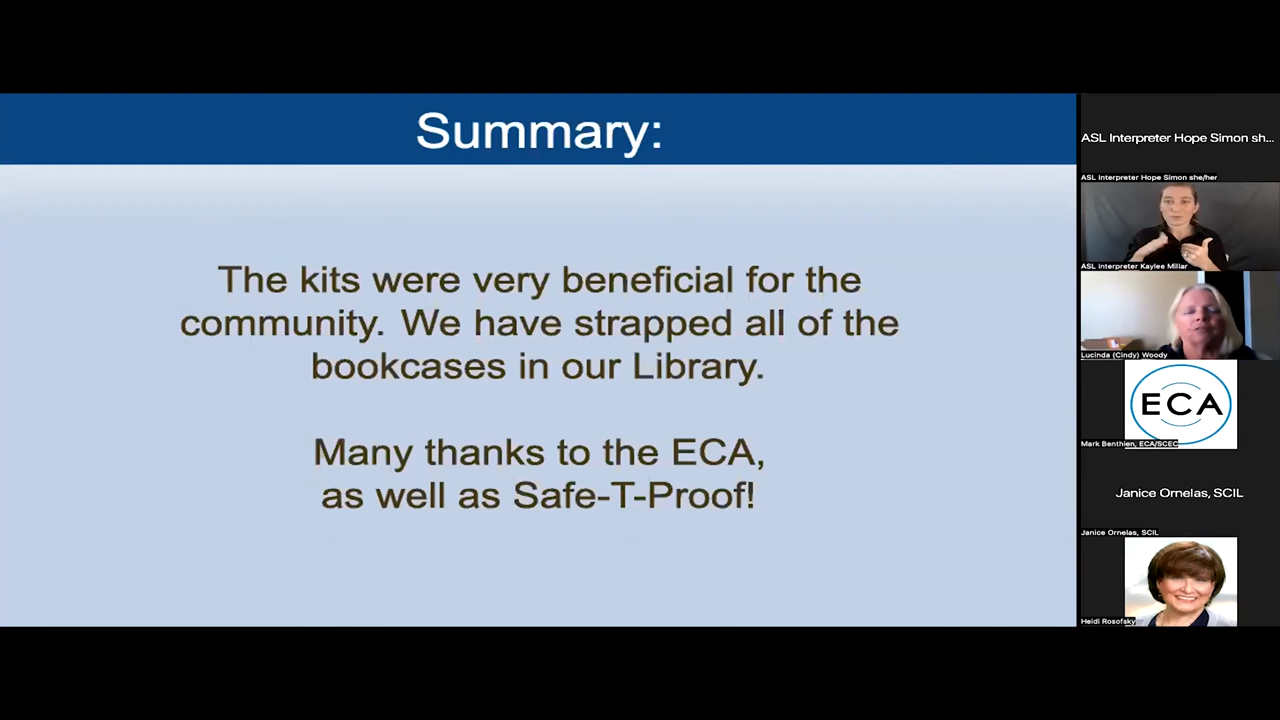 Summary:
The kits were very beneficial for the
community. We have strapped all of the
bookcases in our Library.
Many thanks to the ECA,
as well as Safe-T-Proof!
ASL Interpreter Hope Simon sh...
ASL Interpreter Hope Simon she/her
ASL Interpreter Kaylee Millar
Lucinda (Cindy) Woody
ECA
Mark Benthien, ECA/SCEC
Janice Ornelas, SCIL
Janice Ornelas, SCIL
Heidi Rosofsky